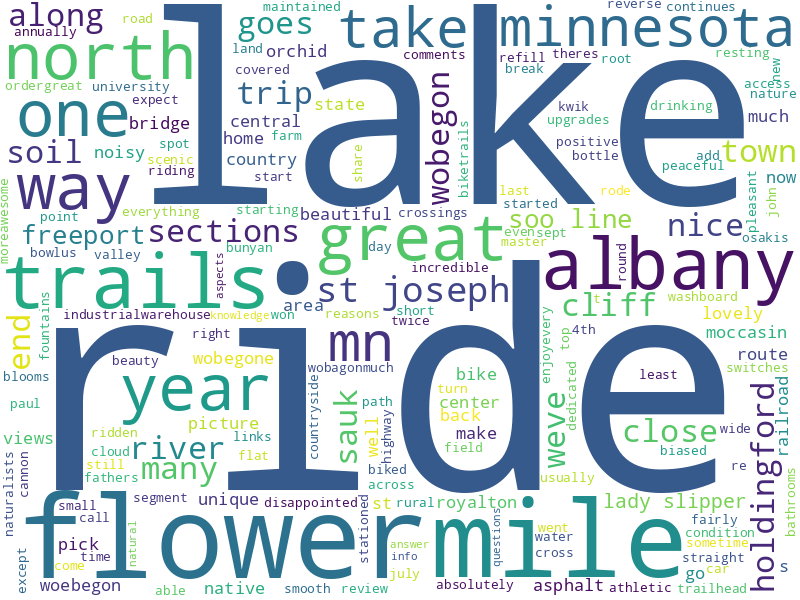 along
annually
road
maintained
reverse
continues
goes
take
minnesota
orchid
land
comments
refill
theres
resting
north
covered
break
root
new
ordergreat
university
trip
kwik
access
nature
expect
state
drinking
one
bridge
central
upgrades
much
soil
noisy
spot
home
farm
positive
town
scenic
country
bottle
add
peaceful
way
riding
start
share
wobegon
biketrails
last
now
lake
everything
starting
beautiful
crossings
started
rode
pleasant
john
moreawesome
point
great
even
sept
soo line
nice
osakis
freeport
sections
bunyan
day
master
bowlus
valley
aspects
incredible
round
albany
trails
st joseph
cliff
t
washboard
industrialwarehouse
knowledge
won
area
reasons
short
lovely
fountains
end
right
twice
mn
enjoyevery
top
4th
moccasin
beauty
wobegone
wobagonmuch
dedicated
switches
route
blooms
year
countryside
path
bike
least
paul
ridden
picture
sauk
turn
center
weve
close
railroad
views
cloud
links
well
back
wide
still
river
flat
highway
field
make
biased
re
fathers
many
biked
usually
holdingford
naturalists
cannon
ride
across
rural
went
sometime
bathrooms
small
segment
unique
disappointed
stationed
st
royalton
lady slipper
fairly
call
flower
mile
condition
pick
time
natural
answer
questions
water
straight
except
come
info
cross
car
s
woebegon
able
native
smooth
review
july
absolutely
asphalt
athletic
go
trailhead